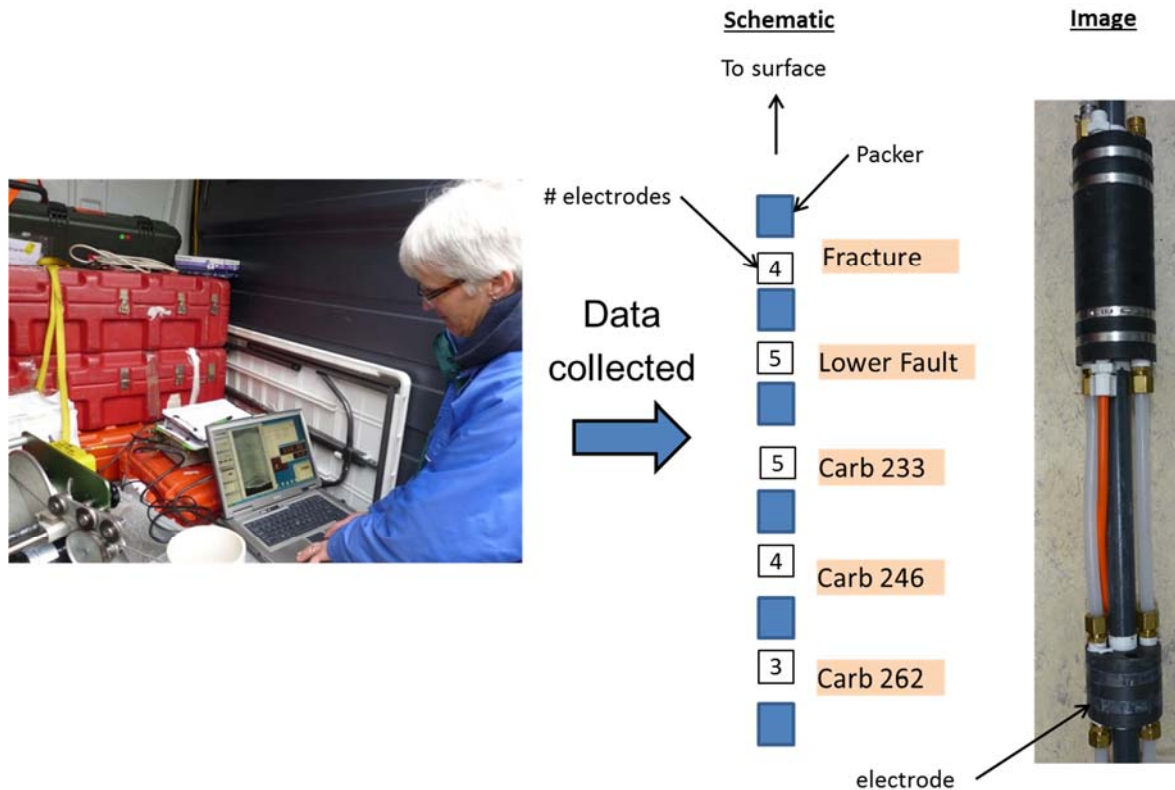 Schematic
Image
To surface
Packer
# electrodes
4
Fracture
Data
collected
5
Lower Fault
5
Carb 233
4
Carb 246
3
Carb 262
electrode